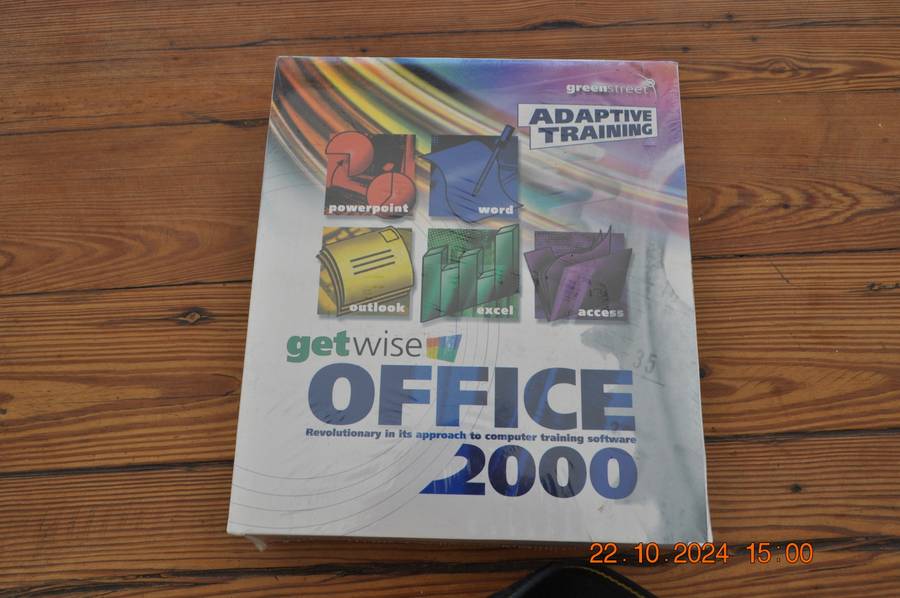 greenstreet
ADAPTIVE
TRAINING
powerpoint
word
outlook
excel
access
getwise
35
OFFICE
Revolutionary in its approach to computer training software
2000
22.10.2024 15:00